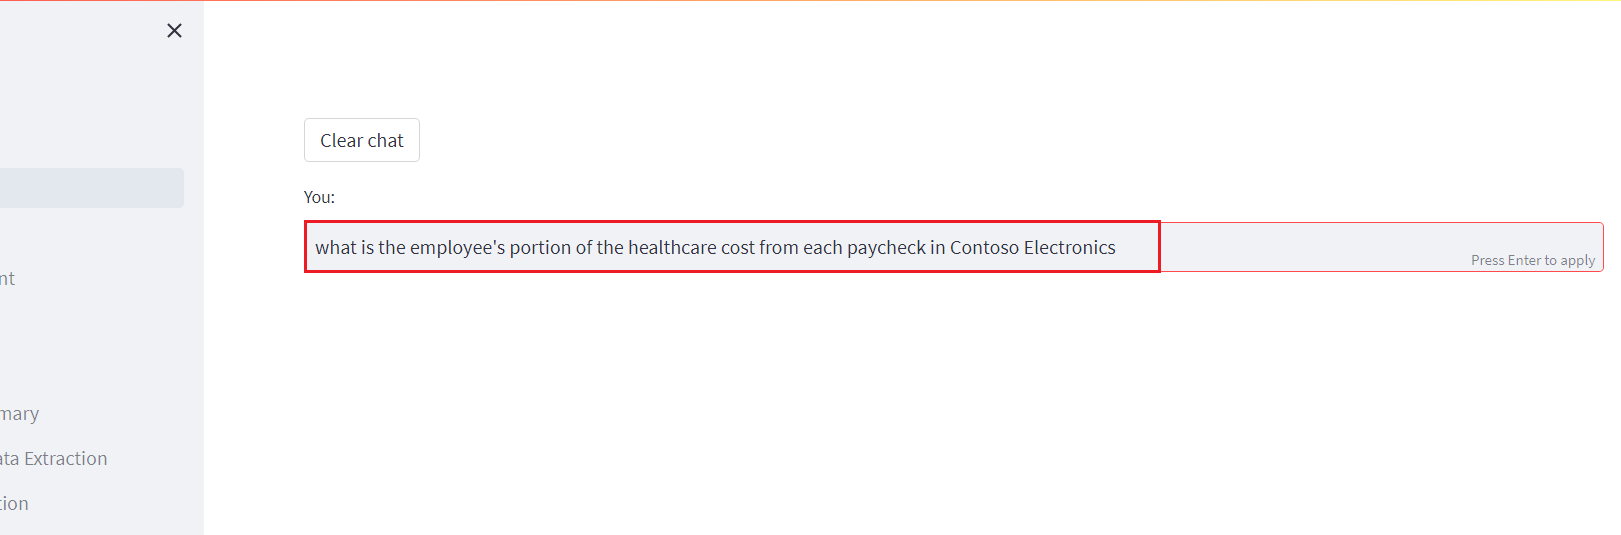 Clear chat
You:
what is the employee's portion of the healthcare cost from each paycheck in Contoso Electronics
Press Enter to apply
nt
mary
ata Extraction
tion